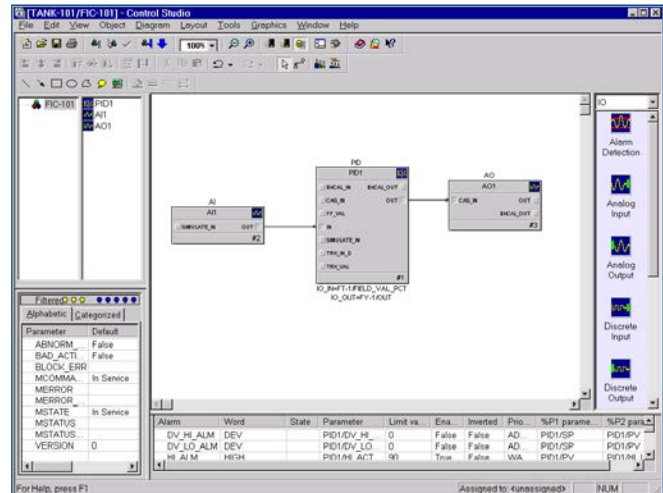 [TANK-101/FIC-101] - Control Studio
File Edit View Object Diagram Layout Tools Graphics Window Help
100%
FIC-101
PID1
AI1
AO1
IO
Alarm Detection
Analog Input
Analog Output
Discrete Input
Discrete Output
AI
AI1
SIMULATE_IN OUT
#2
PID
PID1
BKCAL_IN BKCAL_OUT
CAS_IN OUT
FF_VAL
IN
SIMULATE_IN
TRK_IN_D
TRK_VAL
#1
IO_IN=FT-1/FIELD_VAL_PCT
IO_OUT=FY-1/OUT
AO
AO1
CAS_IN OUT
BKCAL_OUT
#3
Filtered
Alphabetic Categorized
Parameter Default
ABNORM_ False
BAD_ACTI... False
BLOCK_ERR
MCOMMA... In Service
MERROR
MERROR_
MSTATE In Service
MSTATUS
MSTATUS...
VERSION 0
Alarm Word State Parameter Limit va... Ena... Inverted Prio... %P1 parame... %P2 para...
DV_HI_ALM DEV PID1/DV_HI_... 0 False False AD... PID1/SP PID1/PV
DV_LO_ALM DEV PID1/DV_LO... 0 False False AD... PID1/SP PID1/PV
HI_ALM HIGH PID1/HI_ACT 90 True False WA... PID1/PV
For Help, press F1
Assigned to: <unassigned> NUM